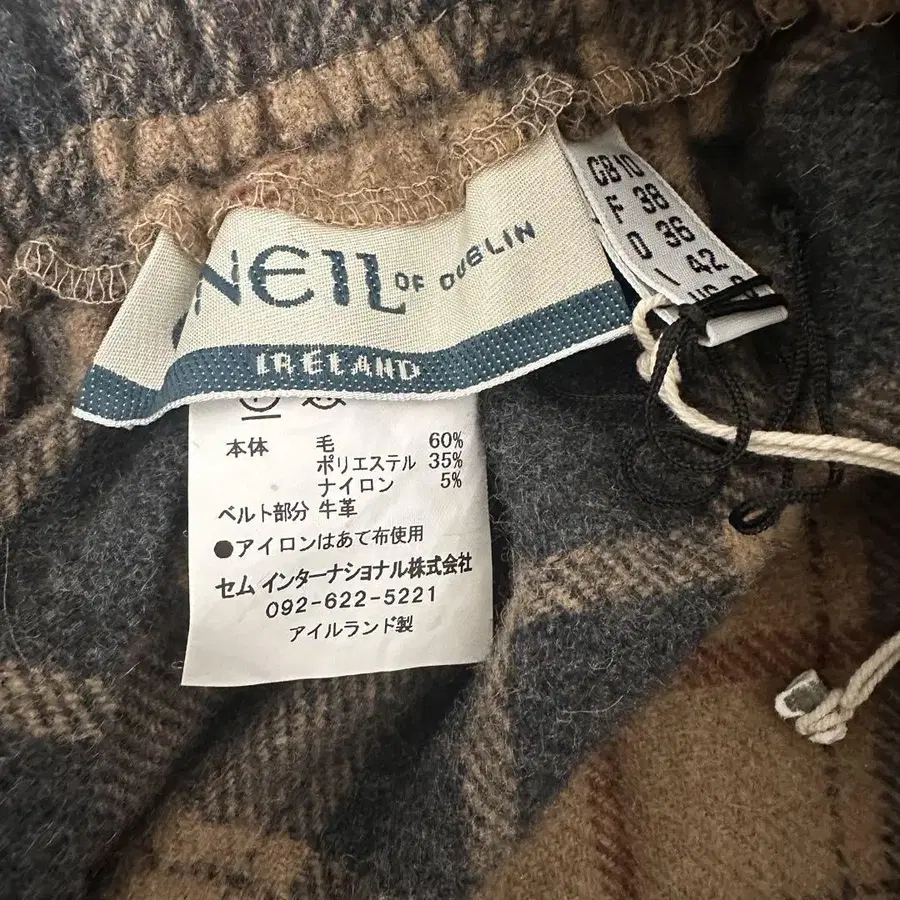 NEIL OF DUBLIN
IRELAND
GB 10
F 38
D 36
I 42
本体 毛 60%
ポリエステル 35%
ナイロン 5%
ベルト部分 牛革
●アイロンはあて布使用
セム インターナショナル株式会社
092-622-5221
アイルランド製